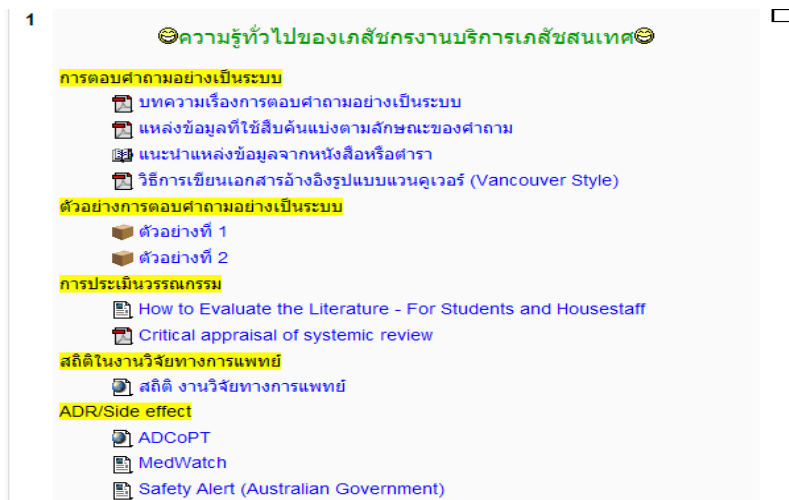 1
ความรู้ทั่วไปของเภสัชกรงานบริการเภสัชสนเทศ
การตอบคำถามอย่างเป็นระบบ
บทความเรื่องการตอบคำถามอย่างเป็นระบบ
แหล่งข้อมูลที่ใช้สืบค้นแบ่งตามลักษณะของคำถาม
แนะนำแหล่งข้อมูลจากหนังสือหรือตำรา
วิธีการเขียนเอกสารอ้างอิงรูปแบบแวนคูเวอร์ (Vancouver Style)
ตัวอย่างการตอบคำถามอย่างเป็นระบบ
ตัวอย่างที่ 1
ตัวอย่างที่ 2
การประเมินวรรณกรรม
How to Evaluate the Literature - For Students and Housestaff
Critical appraisal of systemic review
สถิติในงานวิจัยทางการแพทย์
สถิติ งานวิจัยทางการแพทย์
ADR/Side effect
ADCoPT
MedWatch
Safety Alert (Australian Government)